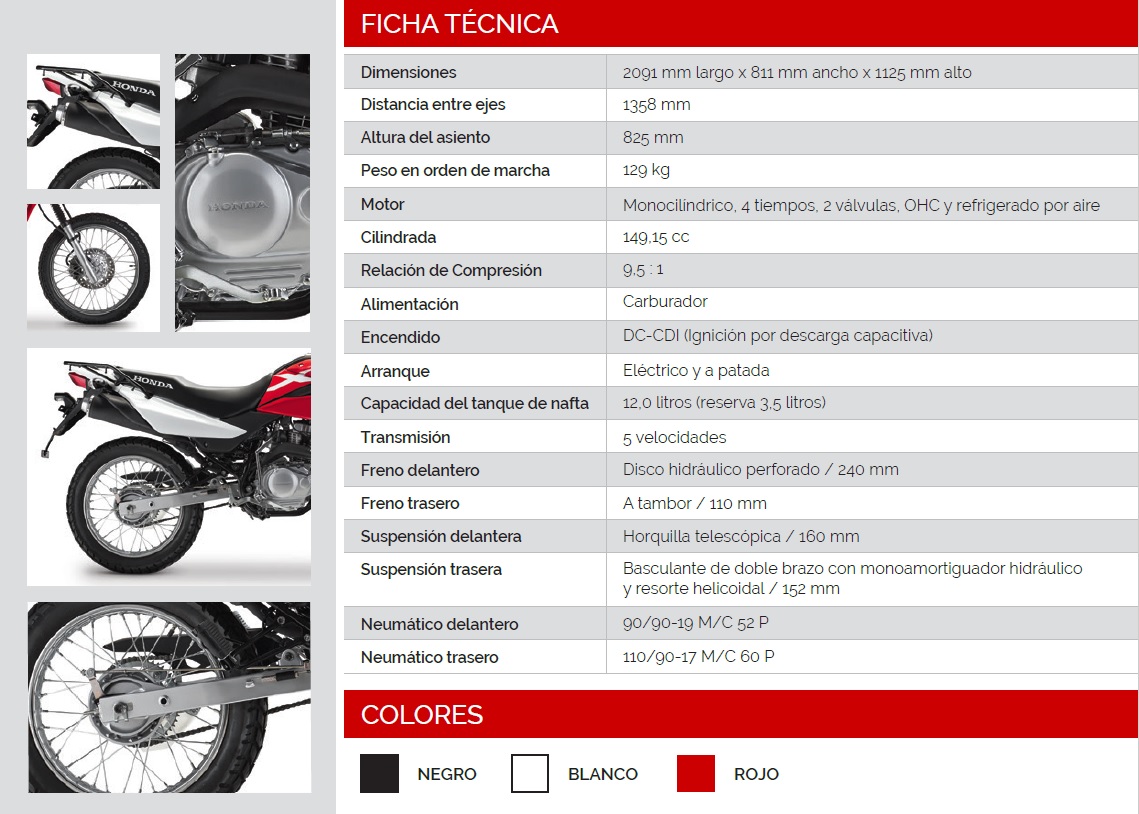 FICHA TÉCNICA
Dimensiones 2091 mm largo x 811 mm ancho x 1125 mm alto
Distancia entre ejes 1358 mm
Altura del asiento 825 mm
Peso en orden de marcha 129 kg
Motor Monocilíndrico, 4 tiempos, 2 válvulas, OHC y refrigerado por aire
Cilindrada 149,15 cc
Relación de Compresión 9,5 : 1
Alimentación Carburador
Encendido DC-CDI (Ignición por descarga capacitiva)
Arranque Eléctrico y a patada
Capacidad del tanque de nafta 12,0 litros (reserva 3,5 litros)
Transmisión 5 velocidades
Freno delantero Disco hidráulico perforado / 240 mm
Freno trasero A tambor / 110 mm
Suspensión delantera Horquilla telescópica / 160 mm
Suspensión trasera Basculante de doble brazo con monoamortiguador hidráulico
y resorte helicoidal / 152 mm
Neumático delantero 90/90-19 M/C 52 P
Neumático trasero 110/90-17 M/C 60 P
COLORES
NEGRO BLANCO ROJO
HONDA
HONDA
HONDA